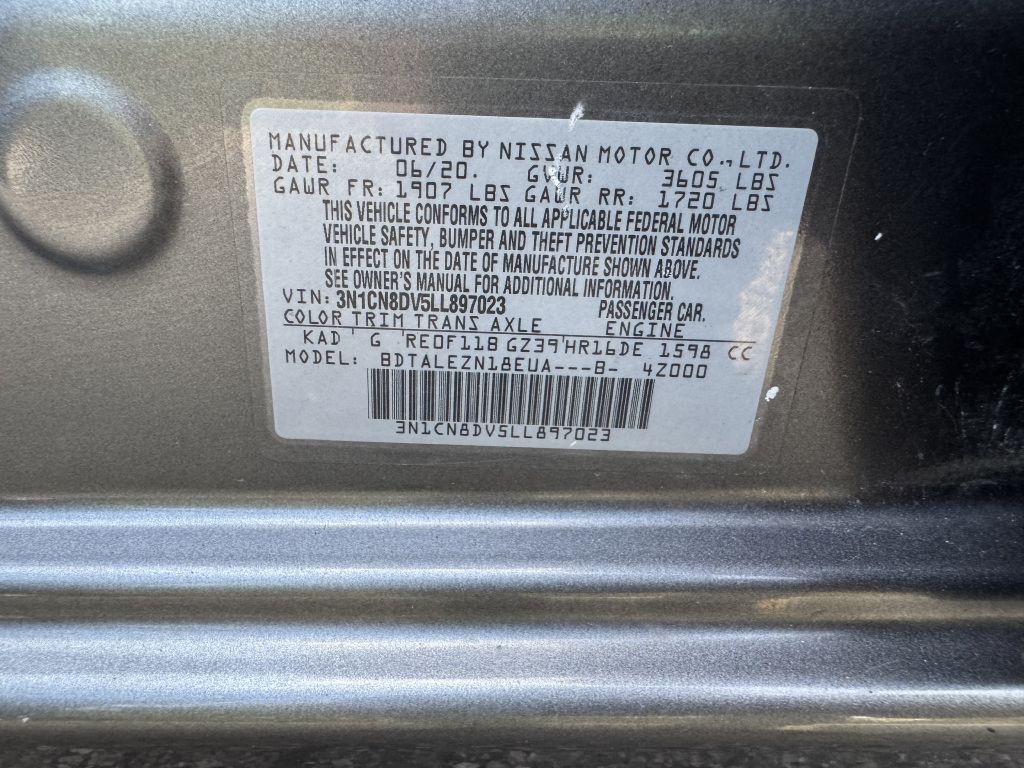 MANUFACTURED BY NISSAN MOTOR CO., LTD.
DATE: 06/20. GVWR: 3605 LBS
GAWR FR: 1907 LBS GAWR RR: 1720 LBS
THIS VEHICLE CONFORMS TO ALL APPLICABLE FEDERAL MOTOR
VEHICLE SAFETY, BUMPER AND THEFT PREVENTION STANDARDS
IN EFFECT ON THE DATE OF MANUFACTURE SHOWN ABOVE.
SEE OWNER'S MANUAL FOR ADDITIONAL INFORMATION.
VIN: 3N1CN8DV5LL897023 PASSENGER CAR.
COLOR TRIM TRANS AXLE ENGINE
KAD G RE0F11B GZ39 HR16DE 1598 CC
MODEL: BDTALEZN18EUA---B- 4Z000
3N1CN8DV5LL897023